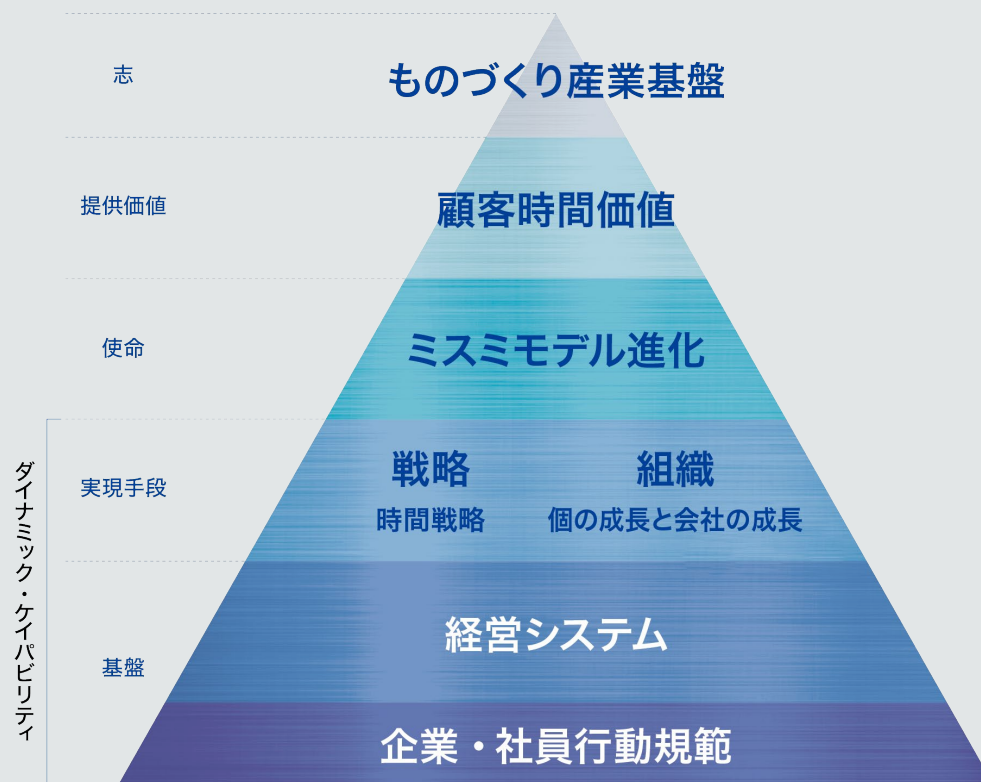 志
ものづくり産業基盤
提供価値
顧客時間価値
使命
ミスミモデル進化
ダイナミック・ケイパビリティ
実現手段
戦略
時間戦略
組織
個の成長と会社の成長
基盤
経営システム
企業・社員行動規範